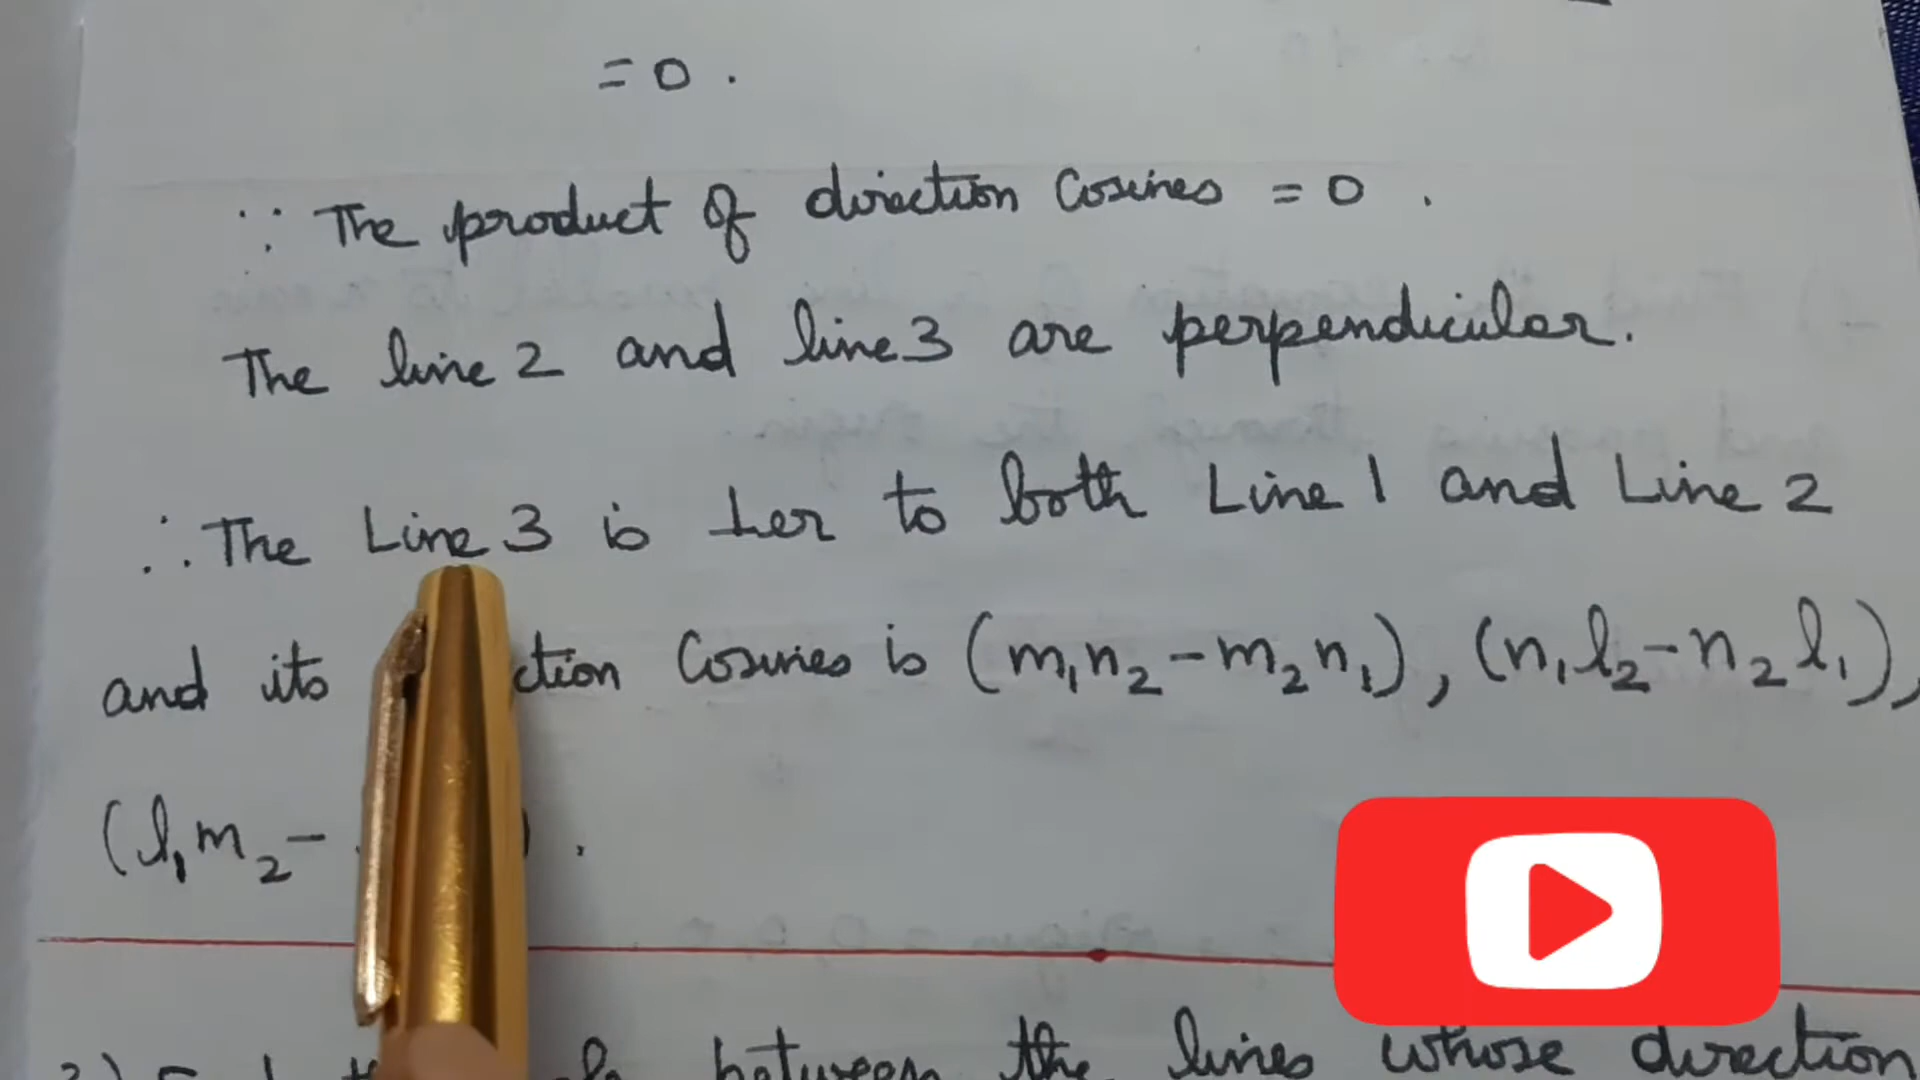 = 0 .
∵ The product of direction Cosines = 0 .
The line 2 and line 3 are perpendicular.
∴ The Line 3 is ⊥er to both Line 1 and Line 2
and its ction Cosines is (m₁n₂ - m₂n₁), (n₁l₂ - n₂l₁),
(l₁m₂ - ) .
between the lines whose direction